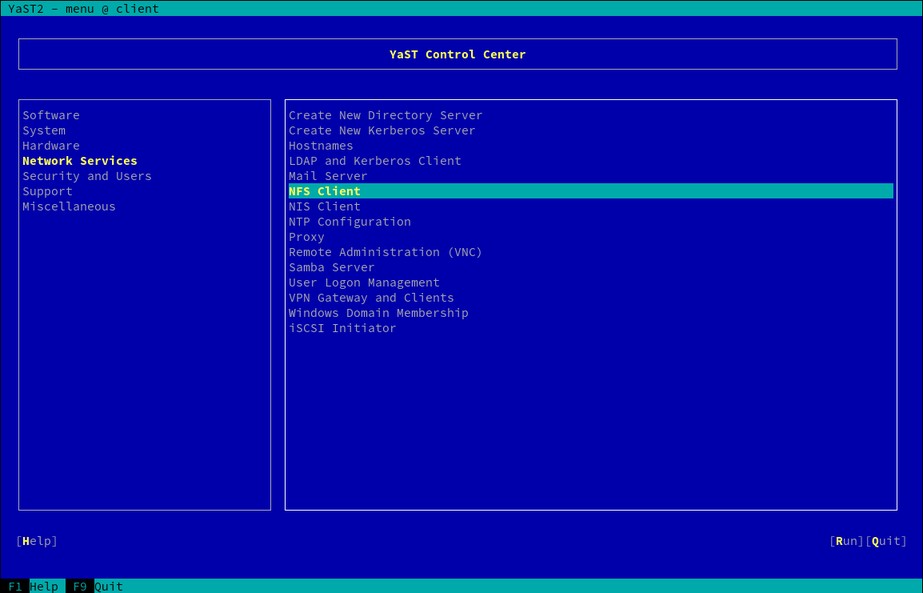 YaST2 - menu @ client
YaST Control Center
Software
System
Hardware
Network Services
Security and Users
Support
Miscellaneous
Create New Directory Server
Create New Kerberos Server
Hostnames
LDAP and Kerberos Client
Mail Server
NFS Client
NIS Client
NTP Configuration
Proxy
Remote Administration (VNC)
Samba Server
User Logon Management
VPN Gateway and Clients
Windows Domain Membership
iSCSI Initiator
[Help] [Run][Quit]
F1 Help F9 Quit